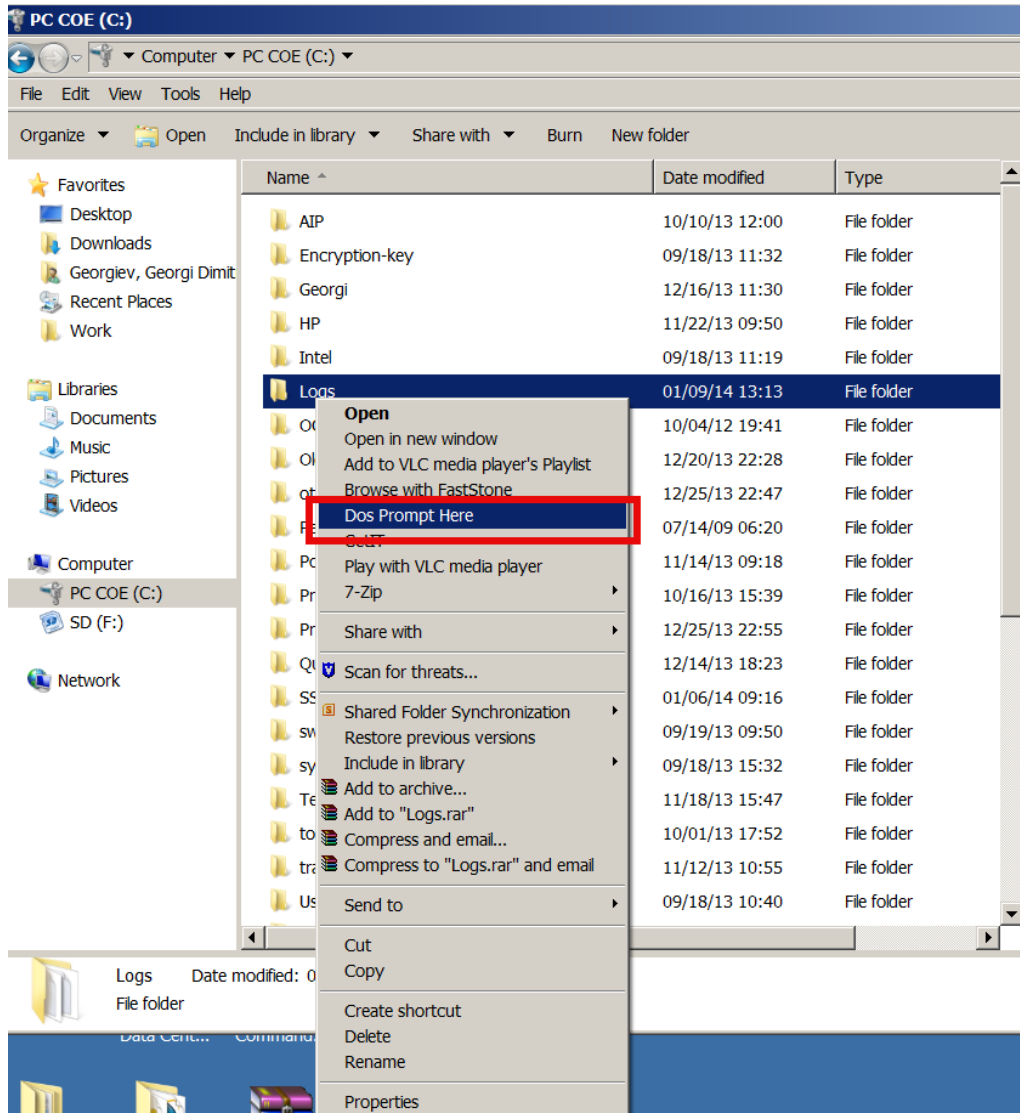 PC COE (C:)
Computer PC COE (C:)
File Edit View Tools Help
Organize Open Include in library Share with Burn New folder
Favorites
Desktop
Downloads
Georgiev, Georgi Dimit
Recent Places
Work
Libraries
Documents
Music
Pictures
Videos
Computer
PC COE (C:)
SD (F:)
Network
Name Date modified Type
AIP 10/10/13 12:00 File folder
Encryption-key 09/18/13 11:32 File folder
Georgi 12/16/13 11:30 File folder
HP 11/22/13 09:50 File folder
Intel 09/18/13 11:19 File folder
Logs 01/09/14 13:13 File folder
10/04/12 19:41 File folder
12/20/13 22:28 File folder
12/25/13 22:47 File folder
07/14/09 06:20 File folder
11/14/13 09:18 File folder
Pr 10/16/13 15:39 File folder
Pr 12/25/13 22:55 File folder
12/14/13 18:23 File folder
01/06/14 09:16 File folder
09/19/13 09:50 File folder
sy 09/18/13 15:32 File folder
11/18/13 15:47 File folder
to 10/01/13 17:52 File folder
11/12/13 10:55 File folder
09/18/13 10:40 File folder
Open
Open in new window
Add to VLC media player's Playlist
Browse with FastStone
Dos Prompt Here
GetIT
Play with VLC media player
7-Zip
Share with
Scan for threats...
Shared Folder Synchronization
Restore previous versions
Include in library
Add to archive...
Add to "Logs.rar"
Compress and email...
Compress to "Logs.rar" and email
Send to
Cut
Copy
Create shortcut
Delete
Rename
Properties
Logs Date modified: 0
File folder
Data Cent... Command